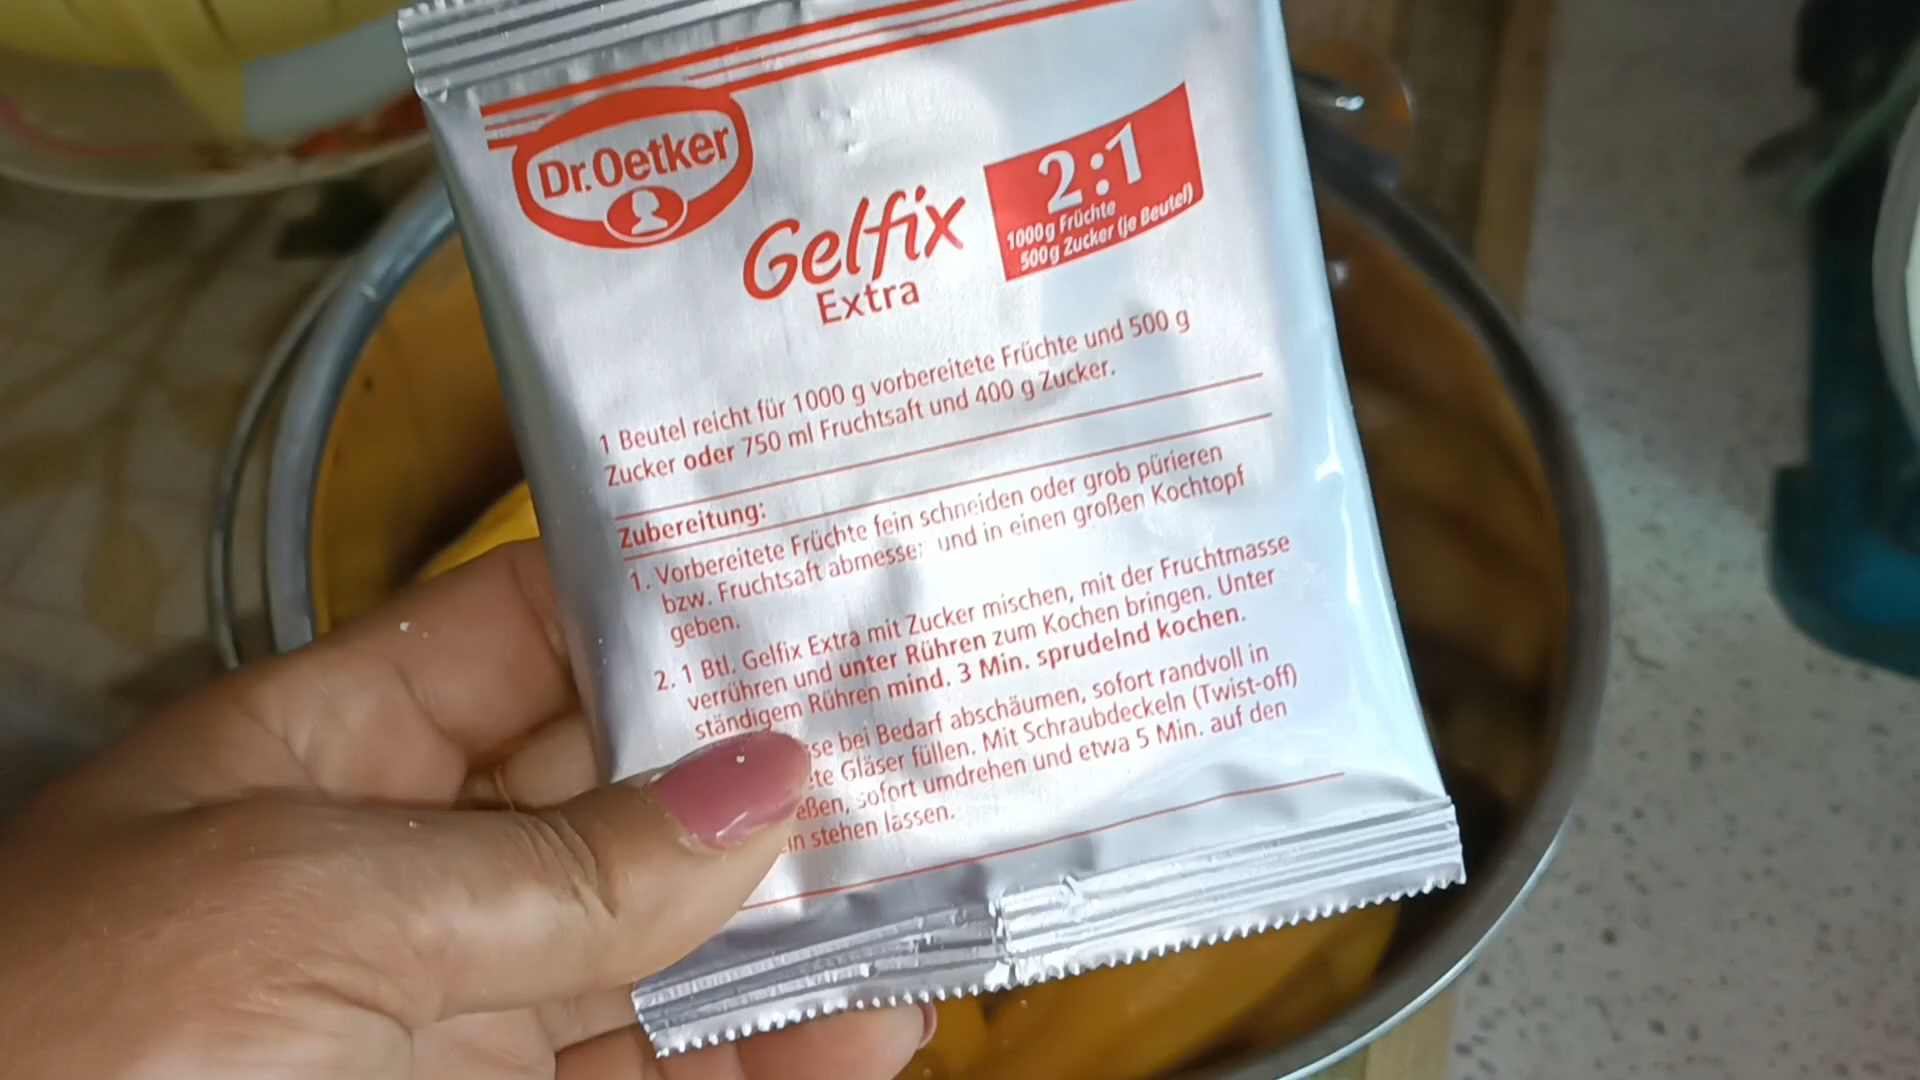 Dr.Oetker
Gelfix
Extra
2:1
1000g Früchte
500g Zucker (je Beutel)
1 Beutel reicht für 1000 g vorbereitete Früchte und 500 g
Zucker oder 750 ml Fruchtsaft und 400 g Zucker.
Zubereitung:
1. Vorbereitete Früchte fein schneiden oder grob pürieren
bzw. Fruchtsaft und in einen großen Kochtopf
geben.
2. 1 Btl. Gelfix Extra mit Zucker mischen, mit der Fruchtmasse
verrühren und unter Rühren zum Kochen bringen. Unter
ständigem Rühren mind. 3 Min. sprudelnd kochen.
bei Bedarf abschäumen, sofort randvoll in
Gläser füllen. Mit Schraubdeckeln (Twist-off)
sofort umdrehen und etwa 5 Min. auf den
stehen lassen.